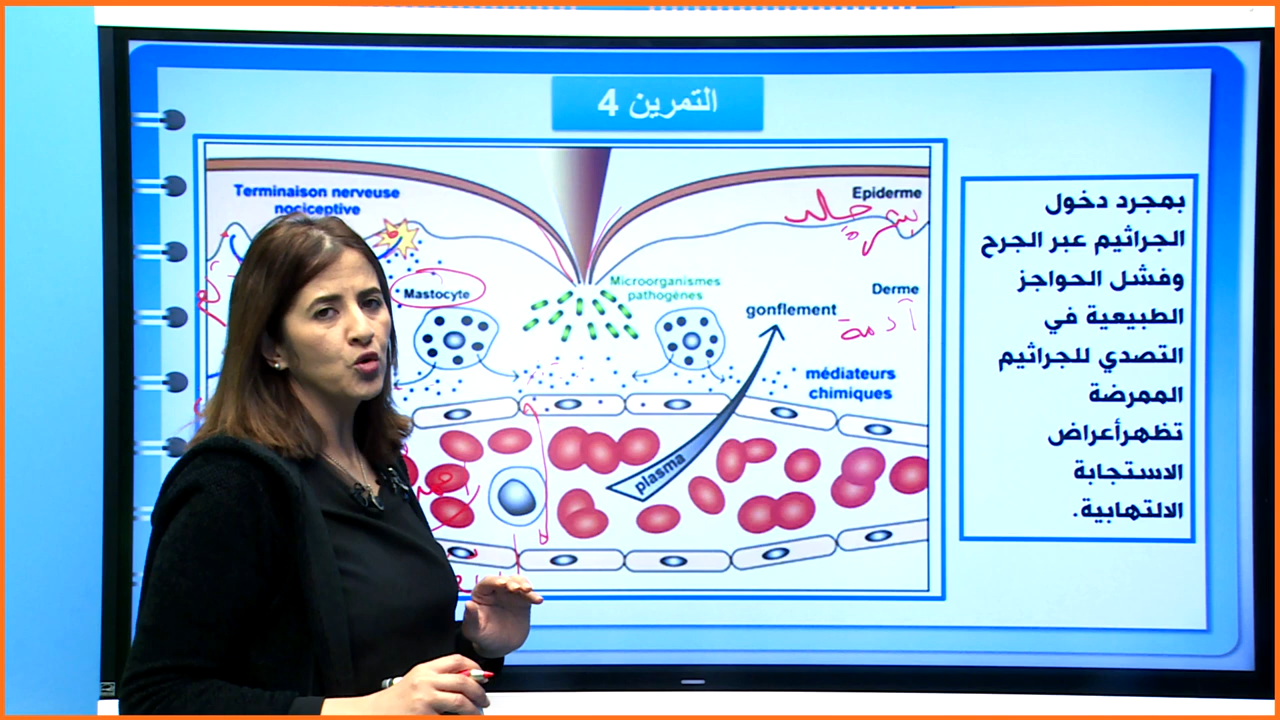 التمرين 4
Terminaison nerveuse
nociceptive
Epiderme
Mastocyte
Microorganismes
pathogènes
Derme
gonflement
آدمة
médiateurs
chimiques
plasma
بمجرد دخول
الجراثيم عبر الجرح
وفشل الحواجز
الطبيعية في
التصدي للجراثيم
الممرضة
تظهرأعراض
الاستجابة
الالتهابية.